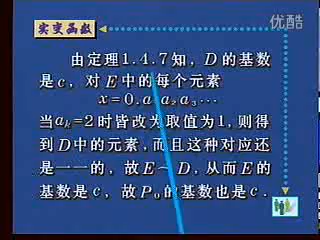 实变函数
优酷
由定理1.4.7知，D的基数
是c，对E中的每个元素
x=0.a₁a₂a₃⋯
当aₖ=2时皆改为取值为1，则得
到D中的元素，而且这种对应还
是一一的，故E～D，从而E的
基数是c，故P₀的基数也是c．